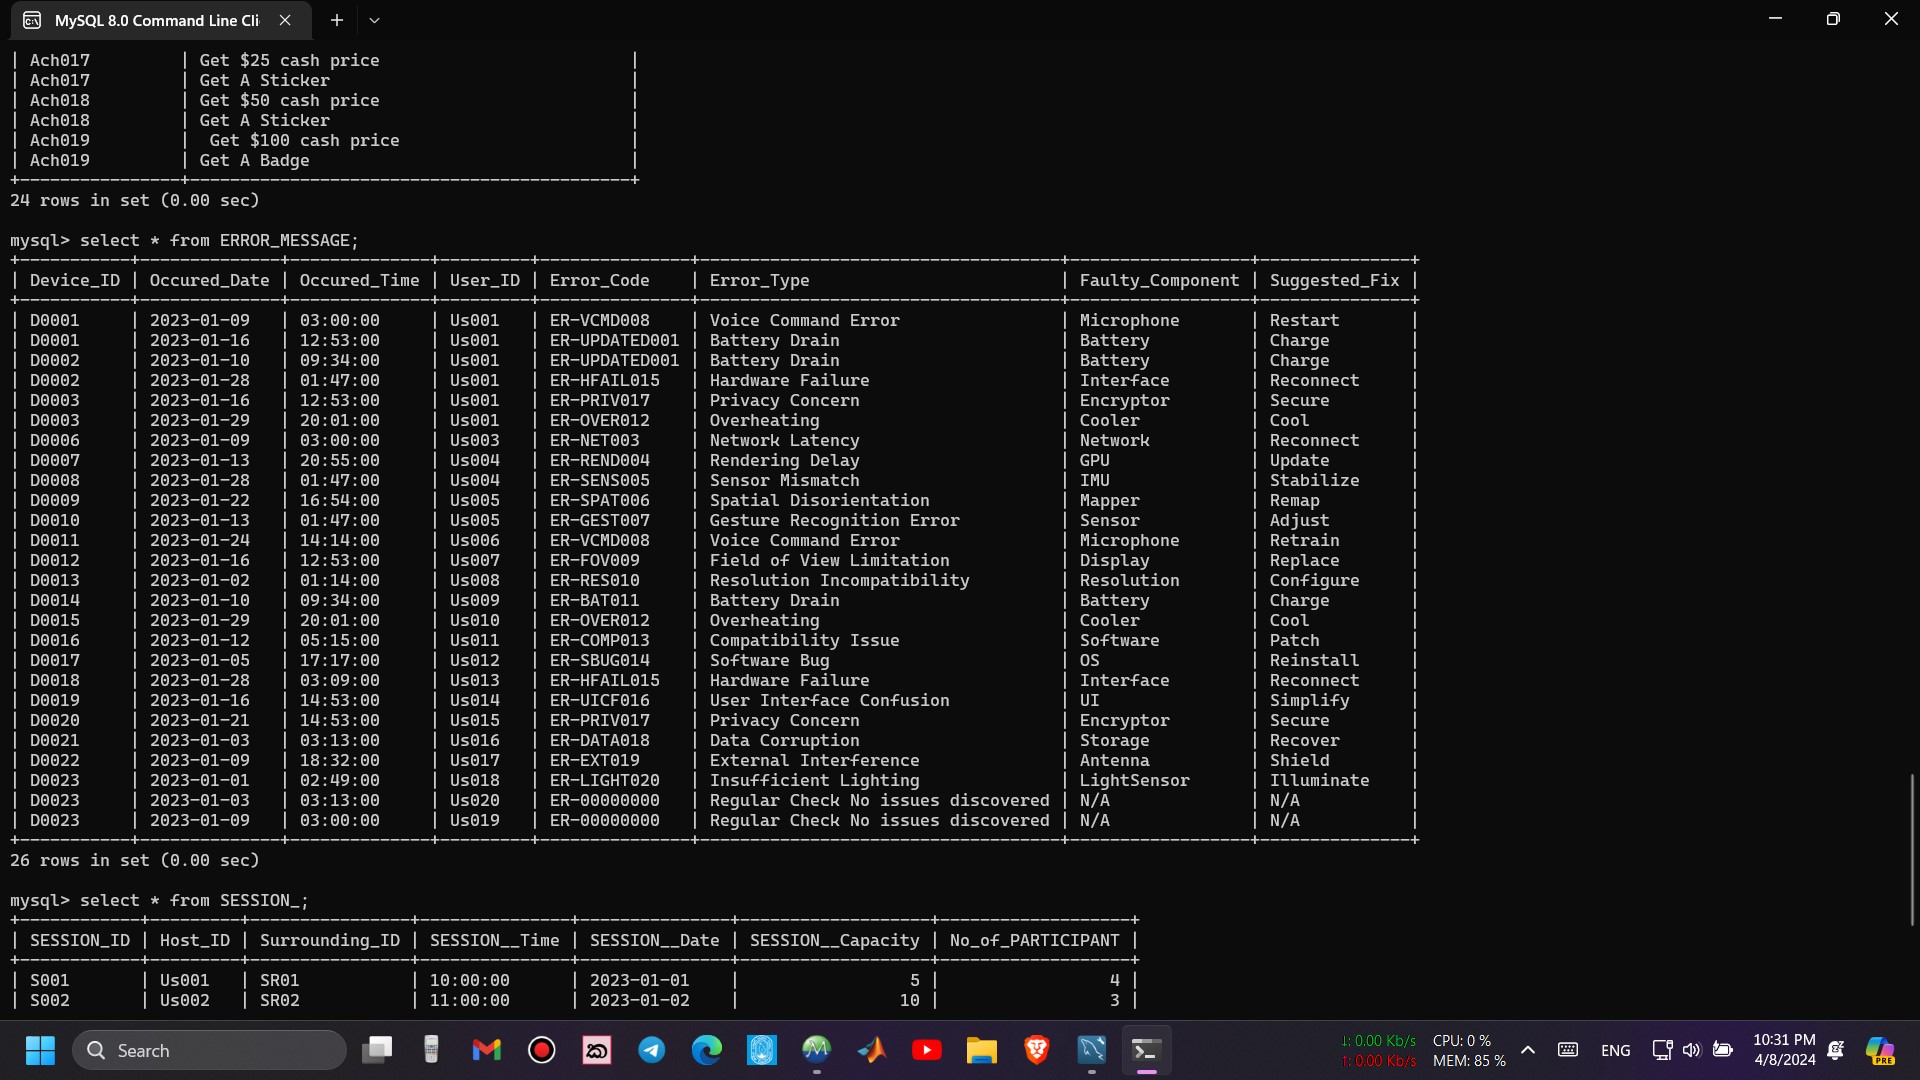 MySQL 8.0 Command Line Cli
| Ach017 | Get $25 cash price |
| Ach017 | Get A Sticker |
| Ach018 | Get $50 cash price |
| Ach018 | Get A Sticker |
| Ach019 | Get $100 cash price |
| Ach019 | Get A Badge |
24 rows in set (0.00 sec)
mysql> select * from ERROR_MESSAGE;
| Device_ID | Occured_Date | Occured_Time | User_ID | Error_Code | Error_Type | Faulty_Component | Suggested_Fix |
| D0001 | 2023-01-09 | 03:00:00 | Us001 | ER-VCMD008 | Voice Command Error | Microphone | Restart |
| D0001 | 2023-01-16 | 12:53:00 | Us001 | ER-UPDATED001 | Battery Drain | Battery | Charge |
| D0002 | 2023-01-10 | 09:34:00 | Us001 | ER-UPDATED001 | Battery Drain | Battery | Charge |
| D0002 | 2023-01-28 | 01:47:00 | Us001 | ER-HFAIL015 | Hardware Failure | Interface | Reconnect |
| D0003 | 2023-01-16 | 12:53:00 | Us001 | ER-PRIV017 | Privacy Concern | Encryptor | Secure |
| D0003 | 2023-01-29 | 20:01:00 | Us001 | ER-OVER012 | Overheating | Cooler | Cool |
| D0006 | 2023-01-09 | 03:00:00 | Us003 | ER-NET003 | Network Latency | Network | Reconnect |
| D0007 | 2023-01-13 | 20:55:00 | Us004 | ER-REND004 | Rendering Delay | GPU | Update |
| D0008 | 2023-01-28 | 01:47:00 | Us004 | ER-SENS005 | Sensor Mismatch | IMU | Stabilize |
| D0009 | 2023-01-22 | 16:54:00 | Us005 | ER-SPAT006 | Spatial Disorientation | Mapper | Remap |
| D0010 | 2023-01-13 | 01:47:00 | Us005 | ER-GEST007 | Gesture Recognition Error | Sensor | Adjust |
| D0011 | 2023-01-24 | 14:14:00 | Us006 | ER-VCMD008 | Voice Command Error | Microphone | Retrain |
| D0012 | 2023-01-16 | 12:53:00 | Us007 | ER-FOV009 | Field of View Limitation | Display | Replace |
| D0013 | 2023-01-02 | 01:14:00 | Us008 | ER-RES010 | Resolution Incompatibility | Resolution | Configure |
| D0014 | 2023-01-10 | 09:34:00 | Us009 | ER-BAT011 | Battery Drain | Battery | Charge |
| D0015 | 2023-01-29 | 20:01:00 | Us010 | ER-OVER012 | Overheating | Cooler | Cool |
| D0016 | 2023-01-12 | 05:15:00 | Us011 | ER-COMP013 | Compatibility Issue | Software | Patch |
| D0017 | 2023-01-05 | 17:17:00 | Us012 | ER-SBUG014 | Software Bug | OS | Reinstall |
| D0018 | 2023-01-28 | 03:09:00 | Us013 | ER-HFAIL015 | Hardware Failure | Interface | Reconnect |
| D0019 | 2023-01-16 | 14:53:00 | Us014 | ER-UICF016 | User Interface Confusion | UI | Simplify |
| D0020 | 2023-01-21 | 14:53:00 | Us015 | ER-PRIV017 | Privacy Concern | Encryptor | Secure |
| D0021 | 2023-01-03 | 03:13:00 | Us016 | ER-DATA018 | Data Corruption | Storage | Recover |
| D0022 | 2023-01-09 | 18:32:00 | Us017 | ER-EXT019 | External Interference | Antenna | Shield |
| D0023 | 2023-01-01 | 02:49:00 | Us018 | ER-LIGHT020 | Insufficient Lighting | LightSensor | Illuminate |
| D0023 | 2023-01-03 | 03:13:00 | Us020 | ER-00000000 | Regular Check No issues discovered | N/A | N/A |
| D0023 | 2023-01-09 | 03:00:00 | Us019 | ER-00000000 | Regular Check No issues discovered | N/A | N/A |
26 rows in set (0.00 sec)
mysql> select * from SESSION_;
| SESSION_ID | Host_ID | Surrounding_ID | SESSION__Time | SESSION__Date | SESSION__Capacity | No_of_PARTICIPANT |
| S001 | Us001 | SR01 | 10:00:00 | 2023-01-01 | 5 | 4 |
| S002 | Us002 | SR02 | 11:00:00 | 2023-01-02 | 10 | 3 |
Search
↓: 0.00 Kb/s CPU: 0 %
↑: 0.00 Kb/s MEM: 85 %
ENG
10:31 PM
4/8/2024
PRE